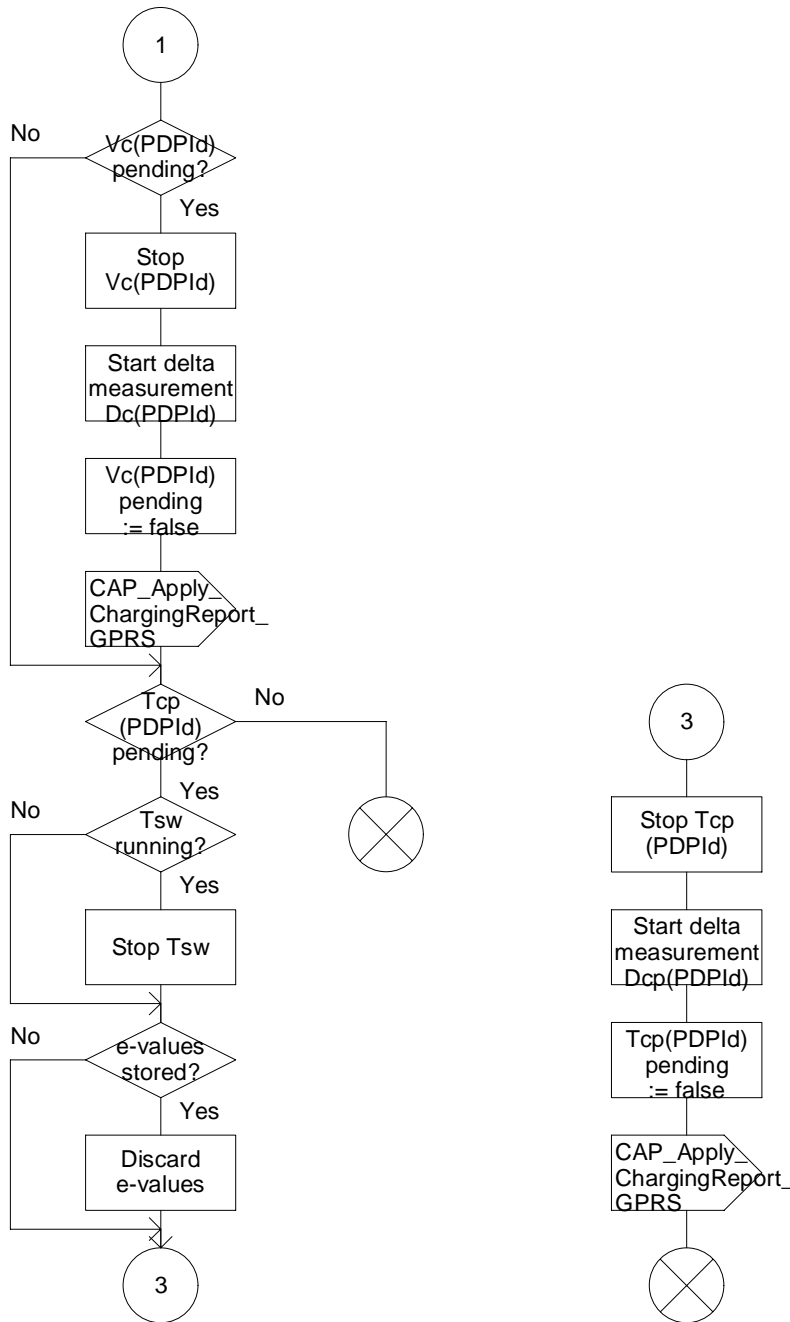 1
No
Vc(PDPId)
pending?
Yes
Stop
Vc(PDPId)
Start delta
measurement
Dc(PDPId)
Vc(PDPId)
pending
:= false
CAP_Apply_
ChargingReport_
GPRS
Tcp
(PDPId)
pending?
No
Yes
No
Tsw
running?
Yes
Stop Tsw
No
e-values
stored?
Yes
Discard
e-values
3
3
Stop Tcp
(PDPId)
Start delta
measurement
Dcp(PDPId)
Tcp(PDPId)
pending
:= false
CAP_Apply_
ChargingReport_
GPRS